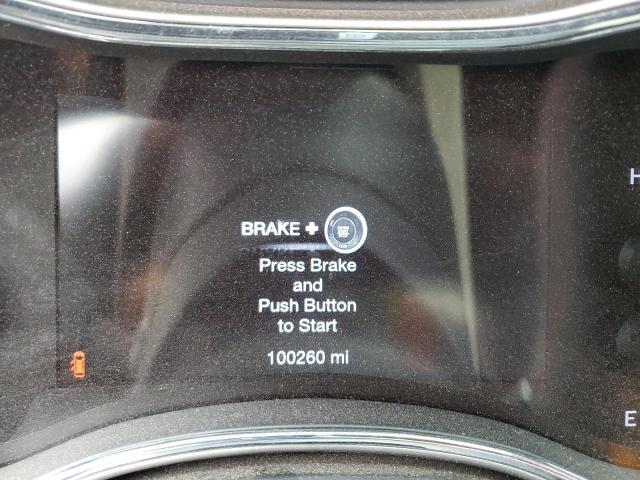 BRAKE +
Press Brake
and
Push Button
to Start
100260 mi
H
E